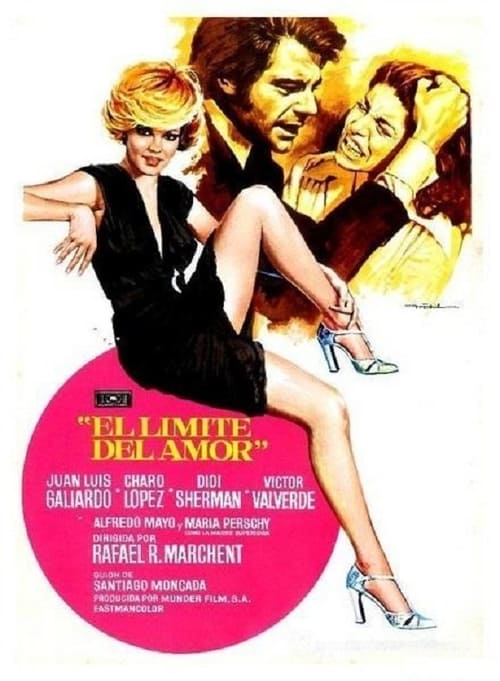 "EL LIMITE
DEL AMOR"
JUAN LUIS GALIARDO * CHARO LOPEZ * DIDI SHERMAN * VICTOR VALVERDE
ALFREDO MAYO y MARIA PERSCHY
COMO LA MADRE SUPERIORA
DIRIGIDA POR
RAFAEL R. MARCHENT
GUION DE
SANTIAGO MONCADA
PRODUCIDA POR MUNDER FILM, S.A.
EASTMANCOLOR